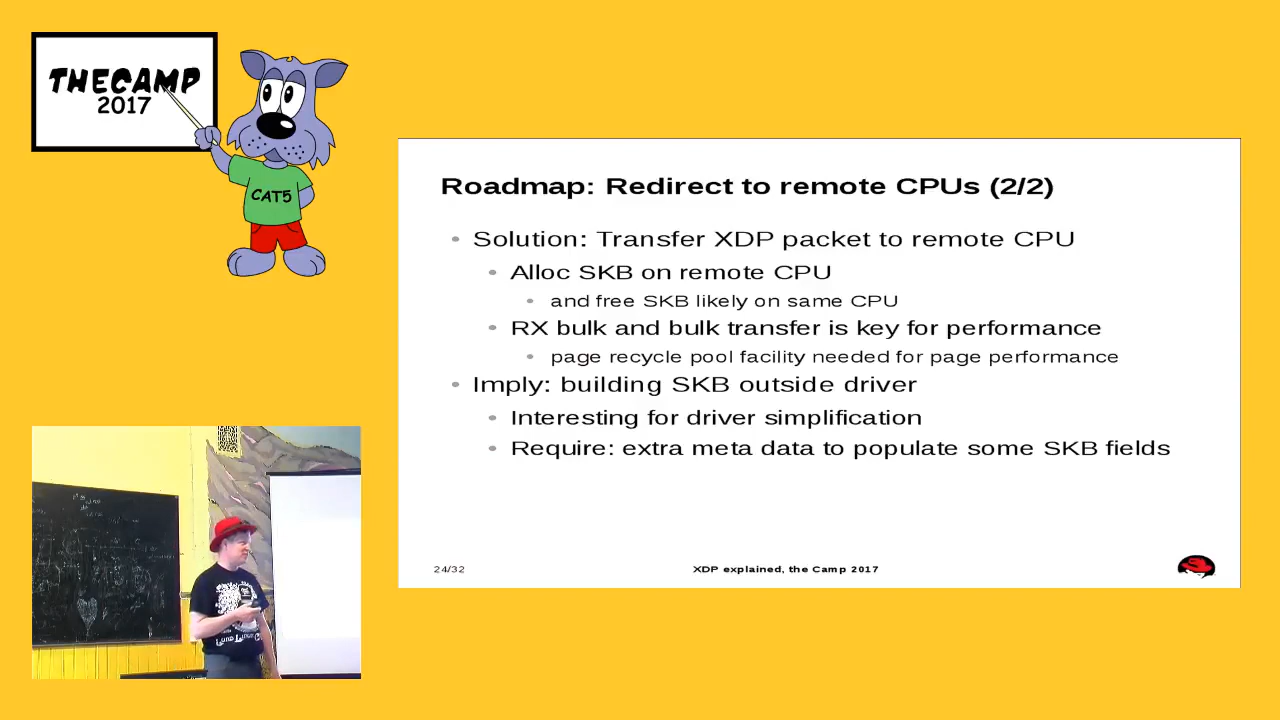 THECAMP
2017
CAT5
Roadmap: Redirect to remote CPUs (2/2)
Solution: Transfer XDP packet to remote CPU
Alloc SKB on remote CPU
and free SKB likely on same CPU
RX bulk and bulk transfer is key for performance
page recycle pool facility needed for page performance
Imply: building SKB outside driver
Interesting for driver simplification
Require: extra meta data to populate some SKB fields
24/32
XDP explained, the Camp 2017